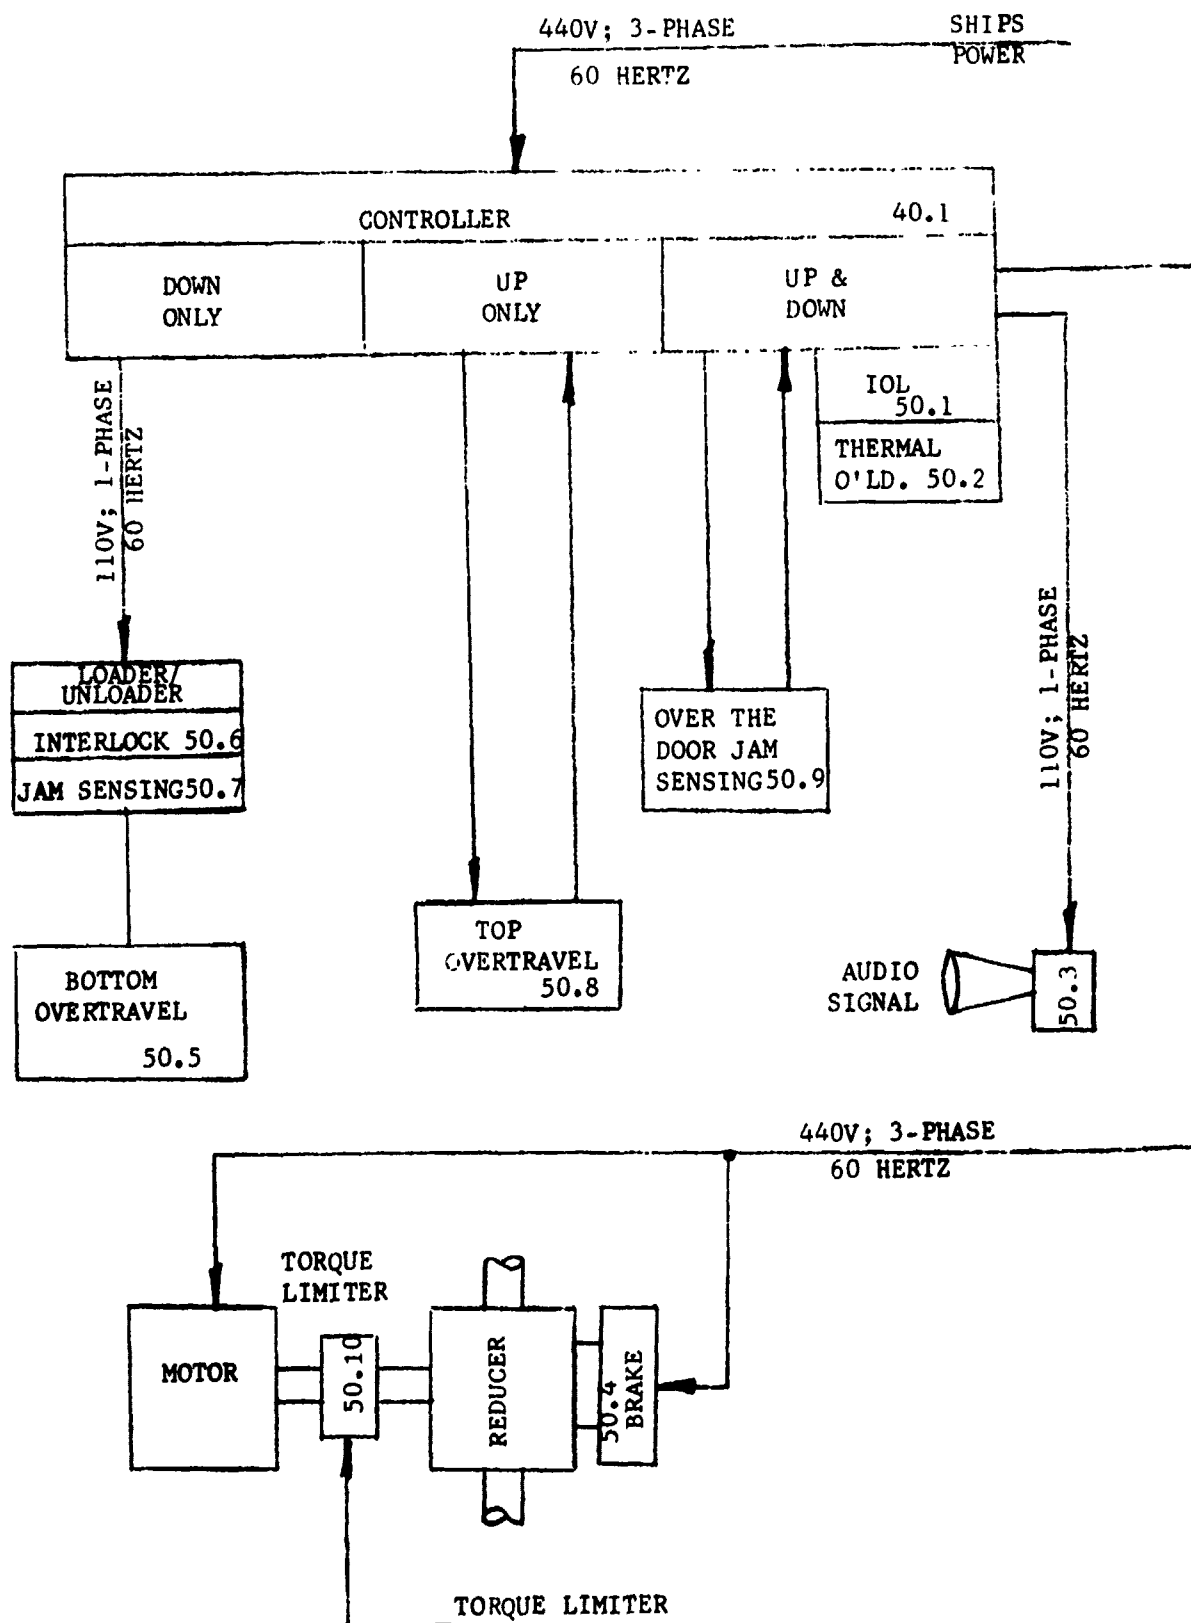 440V; 3-PHASE
60 HERTZ
SHIPS
POWER
CONTROLLER
40.1
DOWN
ONLY
UP
ONLY
UP &
DOWN
IOL
50.1
THERMAL
O'LD. 50.2
110V; 1-PHASE
60 HERTZ
LOADER/
UNLOADER
INTERLOCK 50.6
JAM SENSING50.7
BOTTOM
OVERTRAVEL
50.5
TOP
OVERTRAVEL
50.8
OVER THE
DOOR JAM
SENSING50.9
110V; 1-PHASE
60 HERTZ
AUDIO
SIGNAL
50.3
440V; 3-PHASE
60 HERTZ
TORQUE
LIMITER
MOTOR
50.10
REDUCER
50.4
BRAKE
TORQUE LIMITER